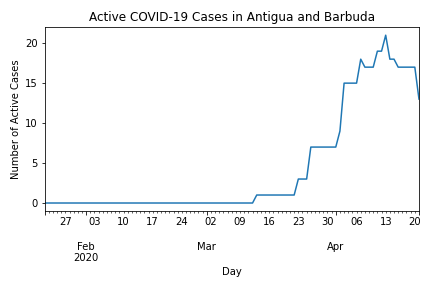 Active COVID-19 Cases in Antigua and Barbuda
20
15
10
5
0
Number of Active Cases
27 03 10 17 24 02 09 16 23 30 06 13 20
Feb Mar Apr
2020
Day